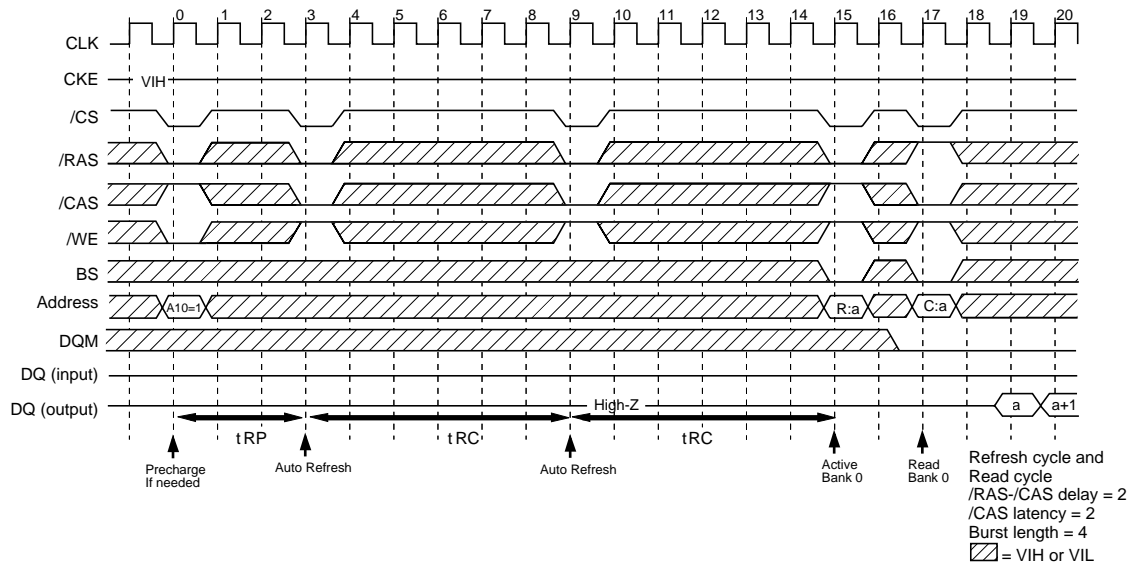 0 1 2 3 4 5 6 7 8 9 10 11 12 13 14 15 16 17 18 19 20
CLK
CKE
VIH
/CS
/RAS
/CAS
/WE
BS
Address
A10=1
R:a
C:a
DQM
DQ (input)
DQ (output)
High-Z
a
a+1
tRP
tRC
tRC
Precharge
If needed
Auto Refresh
Auto Refresh
Active
Bank 0
Read
Bank 0
Refresh cycle and
Read cycle
/RAS-/CAS delay = 2
/CAS latency = 2
Burst length = 4
= VIH or VIL